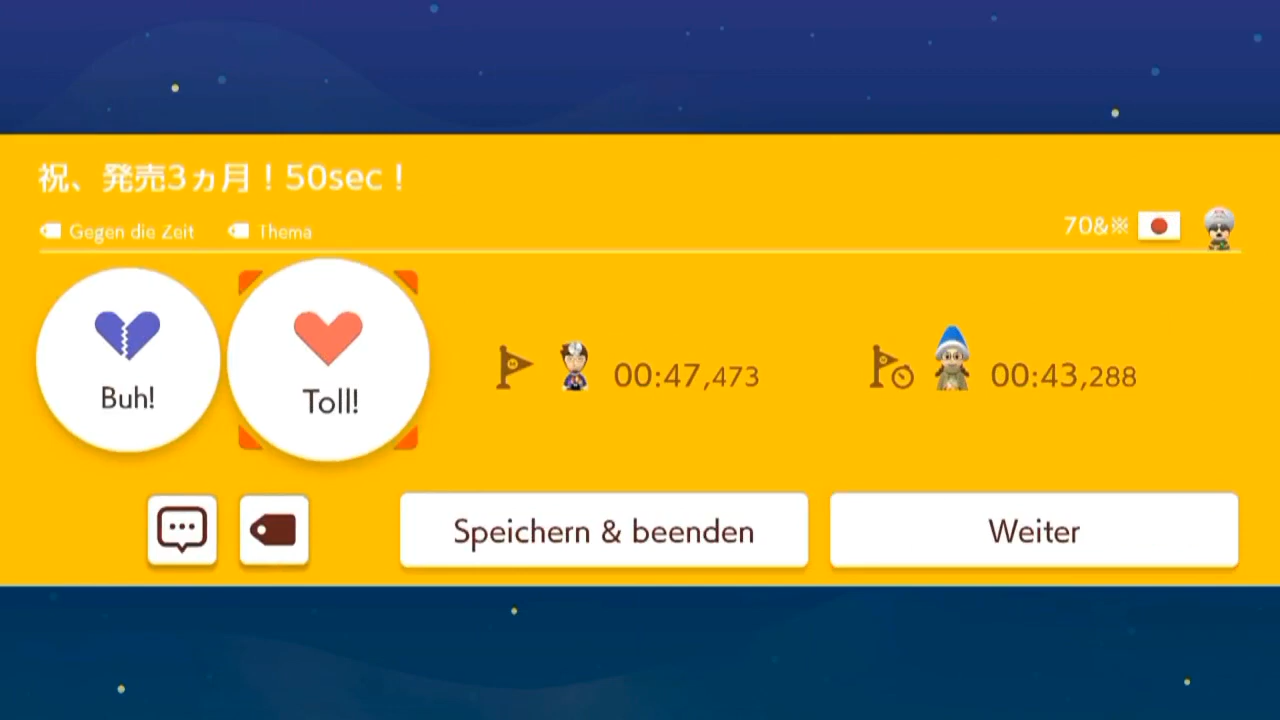 祝、発売3ヵ月！50sec！
Gegen die Zeit Thema
70&※
Buh!
Toll!
00:47,473
00:43,288
Speichern & beenden
Weiter